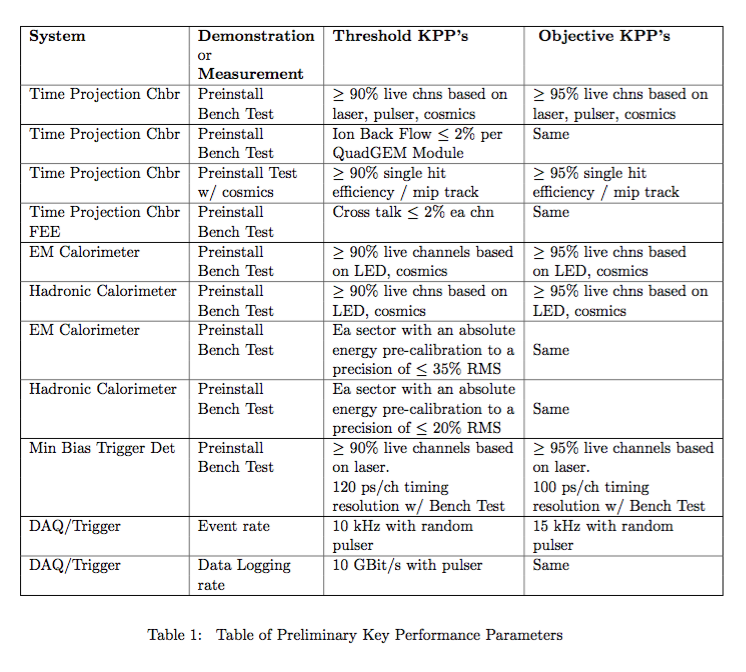 System Demonstration Threshold KPP's Objective KPP's
or
Measurement
Time Projection Chbr Preinstall ≥ 90% live chns based on ≥ 95% live chns based on
Bench Test laser, pulser, cosmics laser, pulser, cosmics
Time Projection Chbr Preinstall Ion Back Flow ≤ 2% per Same
Bench Test QuadGEM Module
Time Projection Chbr Preinstall Test ≥ 90% single hit ≥ 95% single hit
w/ cosmics efficiency / mip track efficiency / mip track
Time Projection Chbr Preinstall Cross talk ≤ 2% ea chn Same
FEE Bench Test
EM Calorimeter Preinstall ≥ 90% live channels based ≥ 95% live chns based
Bench Test on LED, cosmics on LED, cosmics
Hadronic Calorimeter Preinstall ≥ 90% live chns based on ≥ 95% live chns based on
Bench Test LED, cosmics LED, cosmics
EM Calorimeter Preinstall Ea sector with an absolute
Bench Test energy pre-calibration to a Same
precision of ≤ 35% RMS
Hadronic Calorimeter Preinstall Ea sector with an absolute
Bench Test energy pre-calibration to a Same
precision of ≤ 20% RMS
Min Bias Trigger Det Preinstall ≥ 90% live channels based ≥ 95% live channels based
Bench Test on laser. on laser.
120 ps/ch timing 100 ps/ch timing
resolution w/ Bench Test resolution w/ Bench Test
DAQ/Trigger Event rate 10 kHz with random 15 kHz with random
pulser pulser
DAQ/Trigger Data Logging 10 GBit/s with pulser Same
rate
Table 1: Table of Preliminary Key Performance Parameters